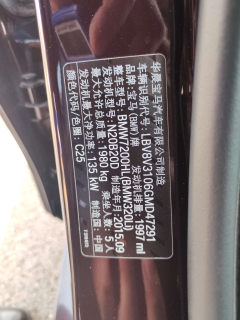 华晨宝马汽车有限公司制造
车辆识别代号: LBV8V3106GMD47291
品牌: 宝马(BMW)牌 发动机排量: 1997 ml
整车型号: BMW7200HL(BMW320Li)
发动机型号: N20B20D 制造年月: 2015.09
最大允许总质量: 1980 kg 乘坐人数: 5人
发动机最大净功率: 135 kW 制造国: 中国
颜色代码/色圈: C25